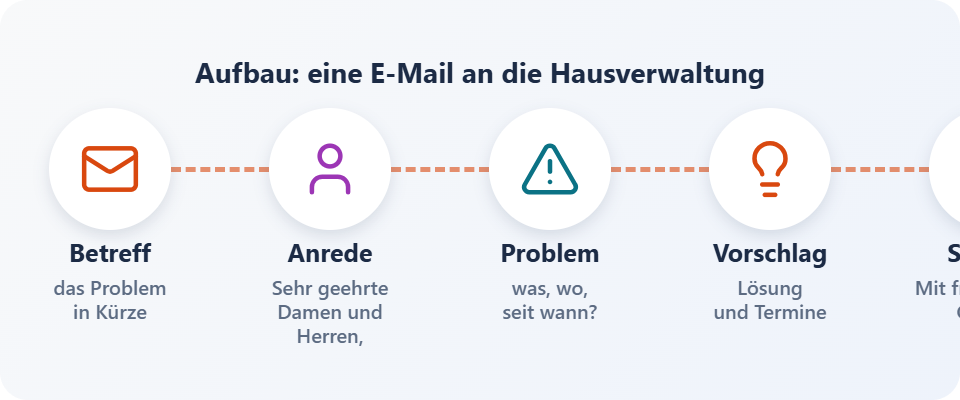 Aufbau: eine E-Mail an die Hausverwaltung
Betreff
das Problem
in Kürze
Anrede
Sehr geehrte
Damen und
Herren,
Problem
was, wo,
seit wann?
Vorschlag
Lösung
und Termine
S
Mit f